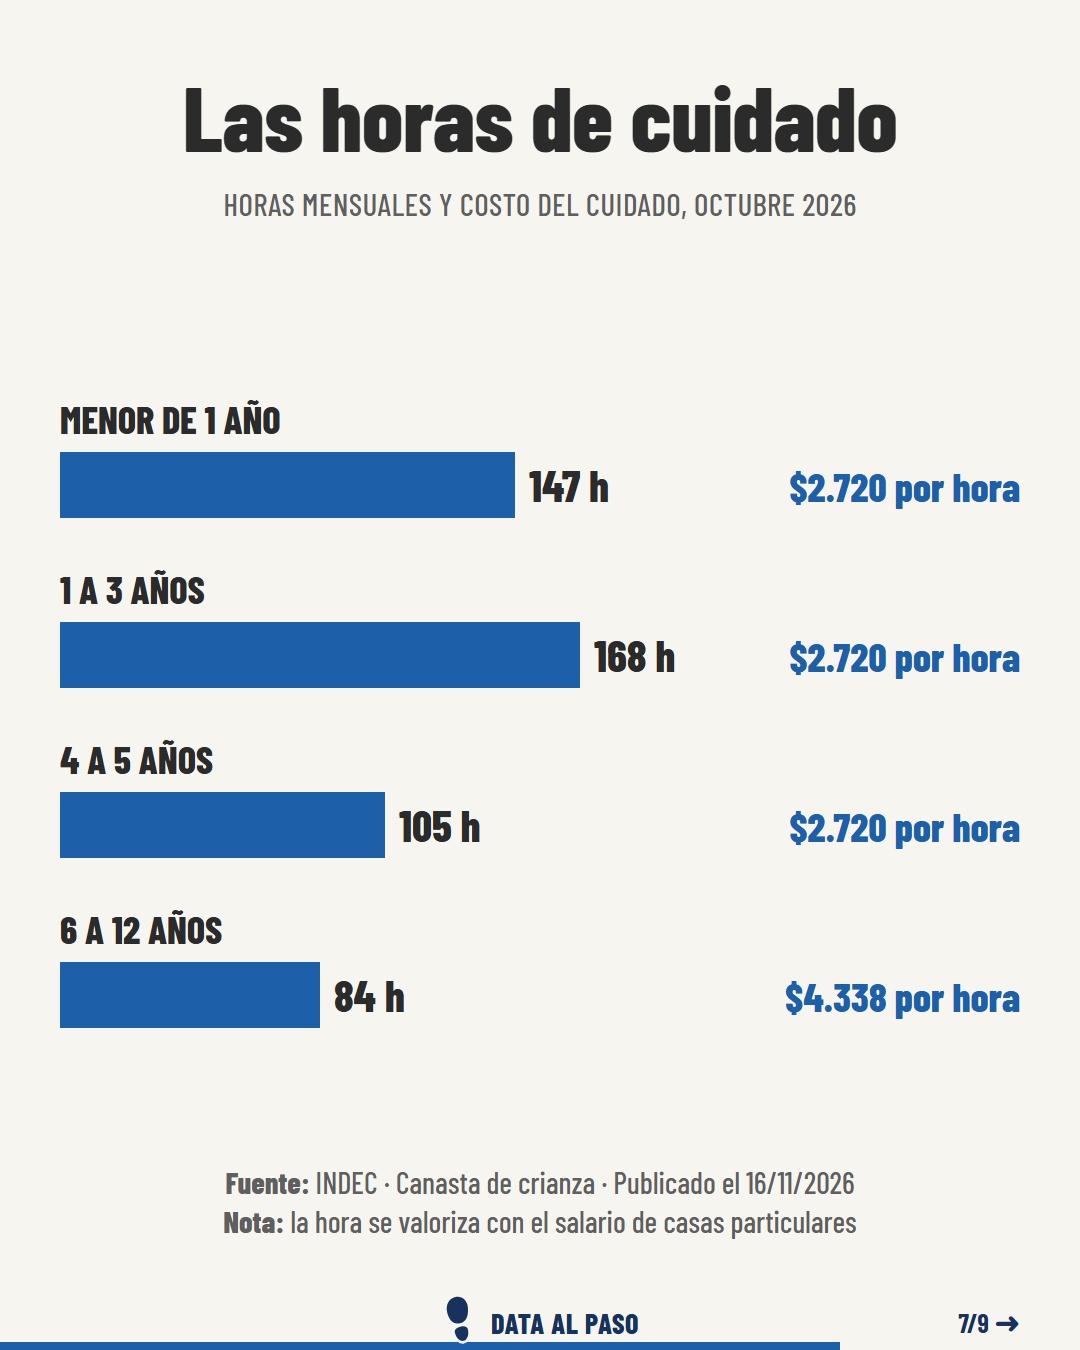 Las horas de cuidado
HORAS MENSUALES Y COSTO DEL CUIDADO, OCTUBRE 2026
MENOR DE 1 AÑO
147 h $2.720 por hora
1 A 3 AÑOS
168 h $2.720 por hora
4 A 5 AÑOS
105 h $2.720 por hora
6 A 12 AÑOS
84 h $4.338 por hora
Fuente: INDEC · Canasta de crianza · Publicado el 16/11/2026
Nota: la hora se valoriza con el salario de casas particulares
DATA AL PASO 7/9 →